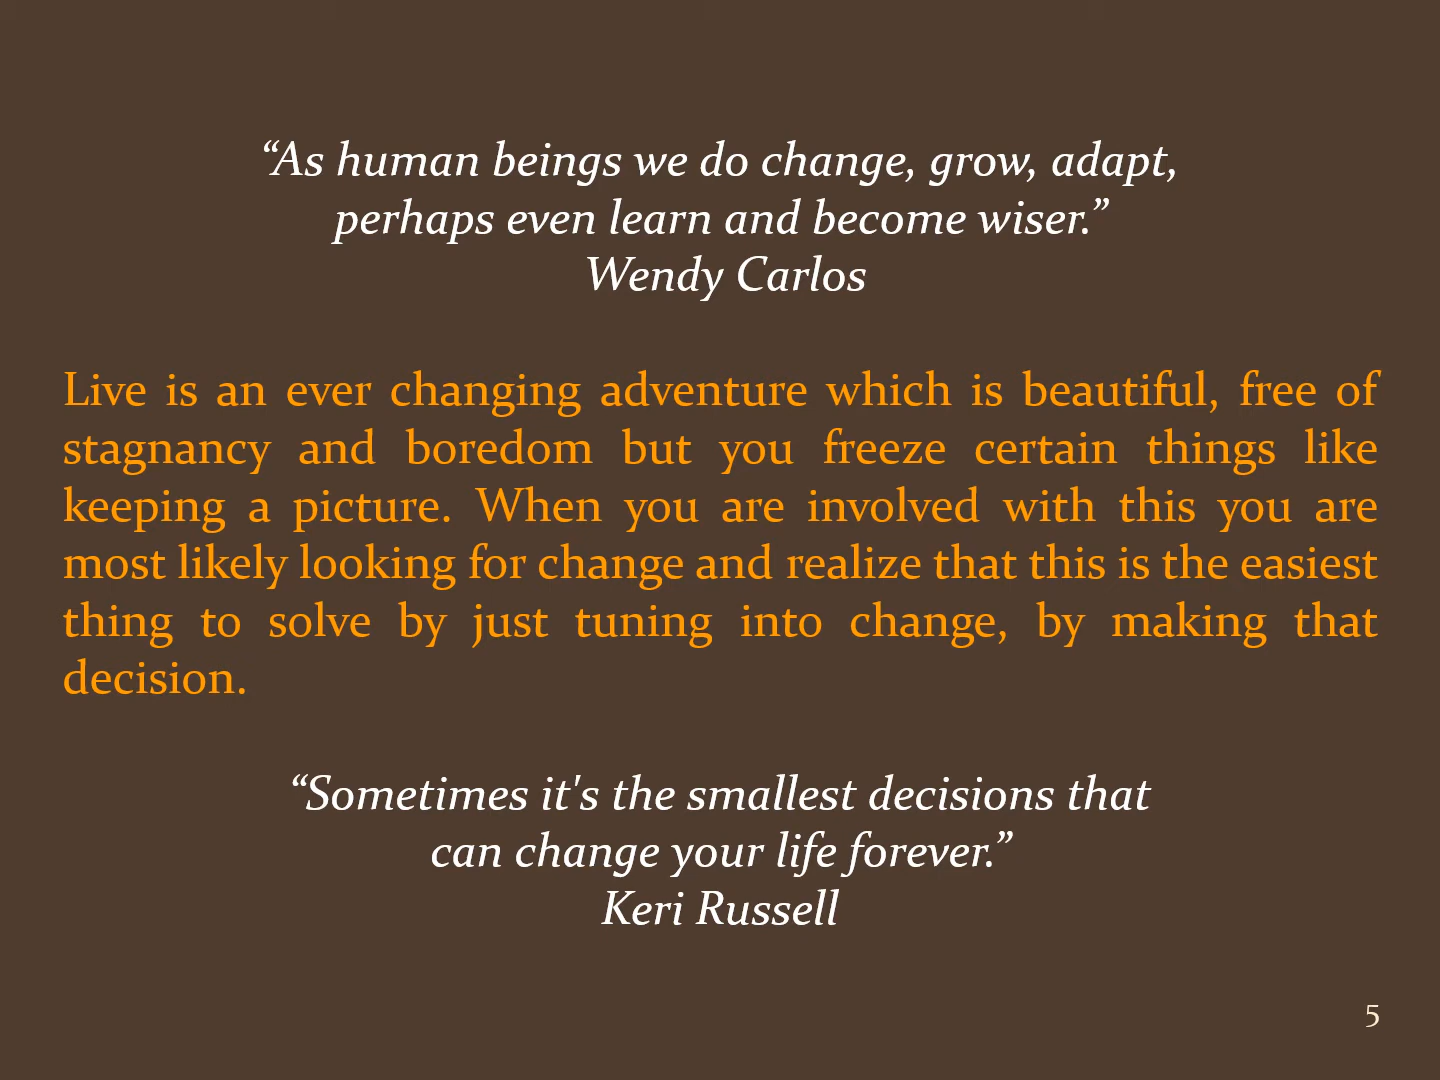 “As human beings we do change, grow, adapt,
perhaps even learn and become wiser.”
Wendy Carlos
Live is an ever changing adventure which is beautiful, free of
stagnancy and boredom but you freeze certain things like
keeping a picture. When you are involved with this you are
most likely looking for change and realize that this is the easiest
thing to solve by just tuning into change, by making that
decision.
“Sometimes it's the smallest decisions that
can change your life forever.”
Keri Russell
5